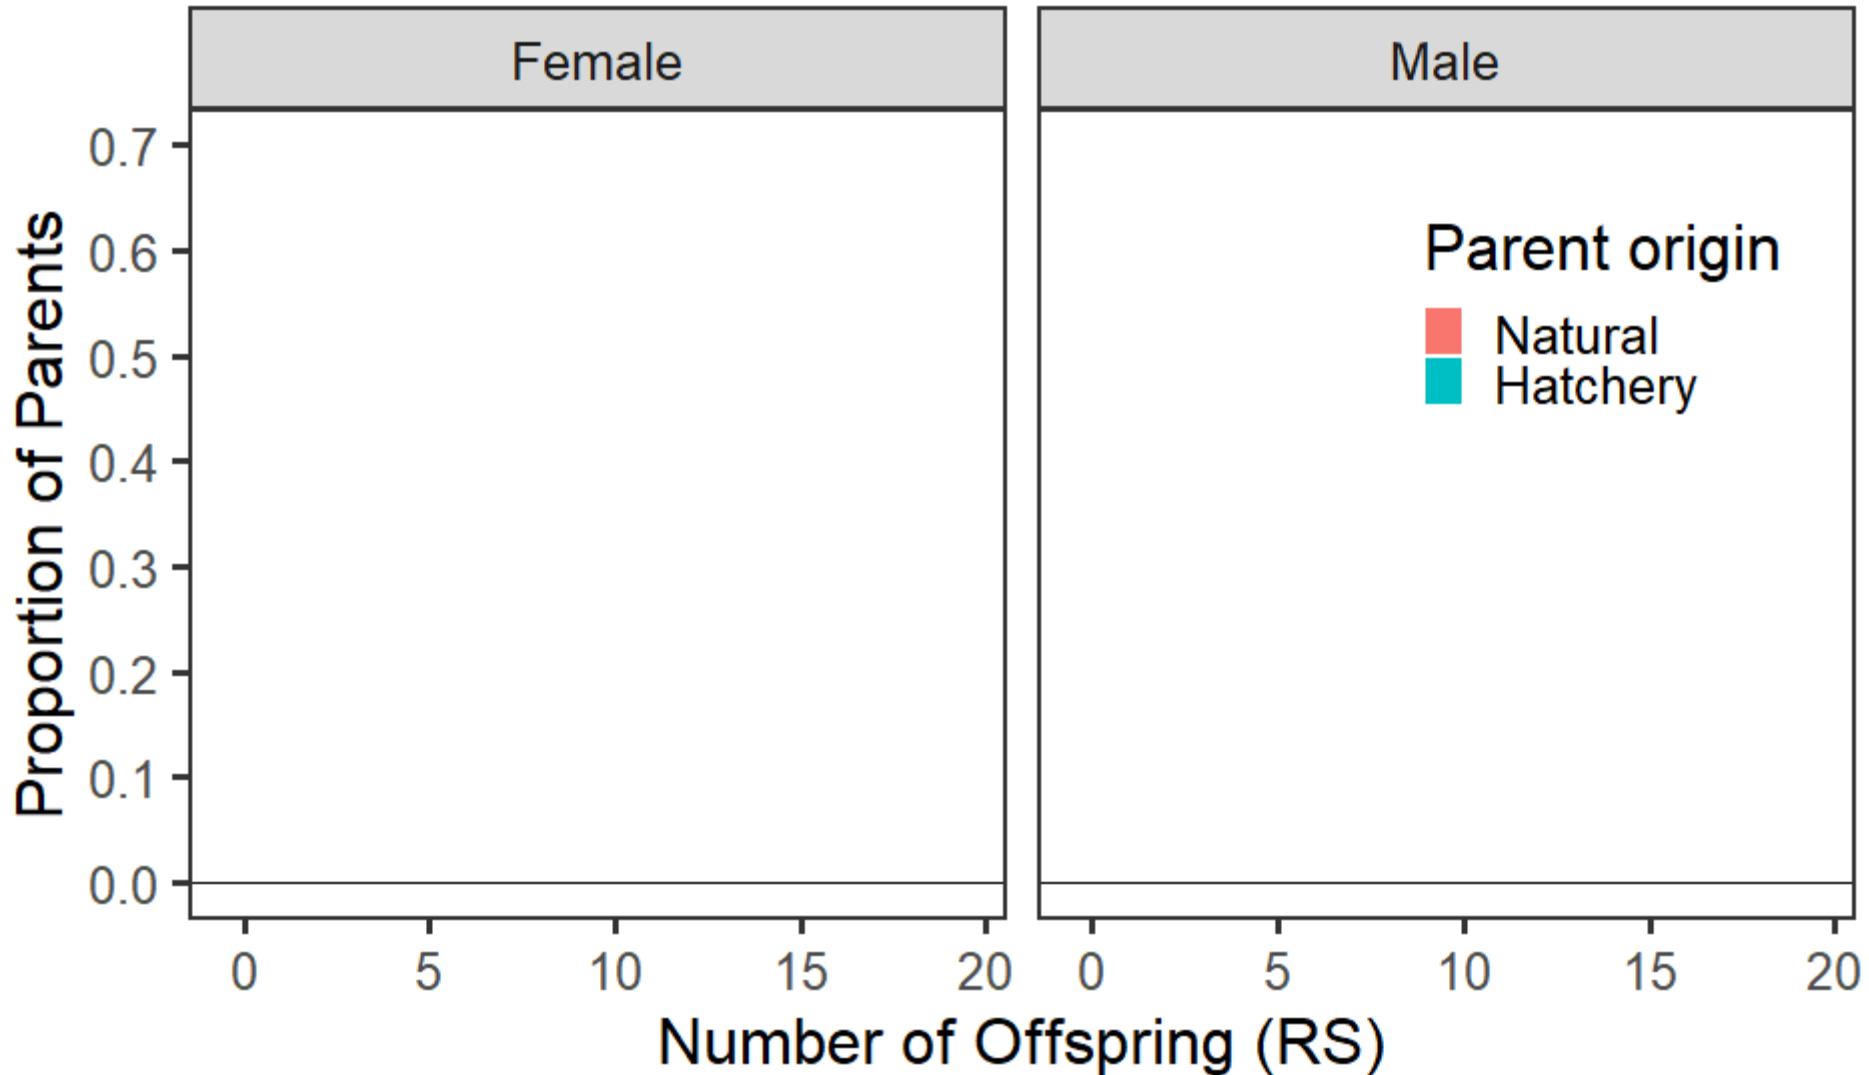 Female
Male
Proportion of Parents
0.7
0.6
0.5
0.4
0.3
0.2
0.1
0.0
Parent origin
Natural
Hatchery
0 5 10 15 20
0 5 10 15 20
Number of Offspring (RS)